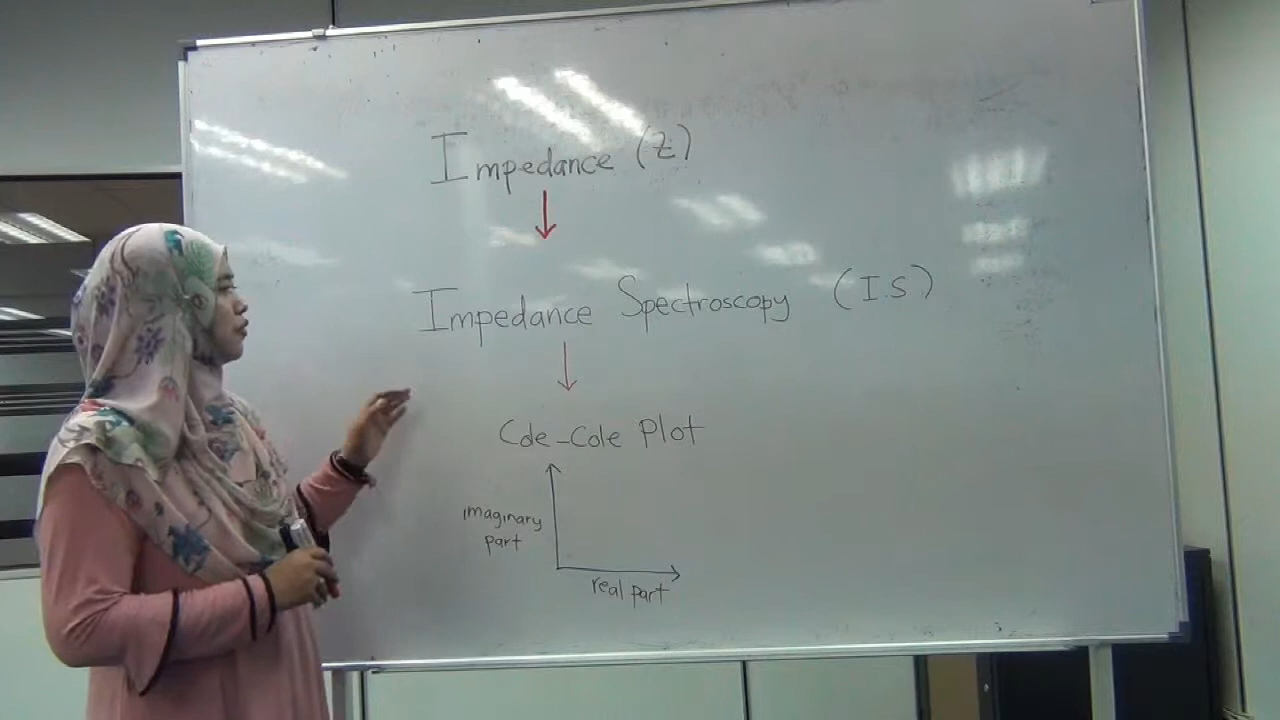 Impedance (Z)
Impedance Spectroscopy (I.S)
Cole-Cole Plot
imaginary
part
real part